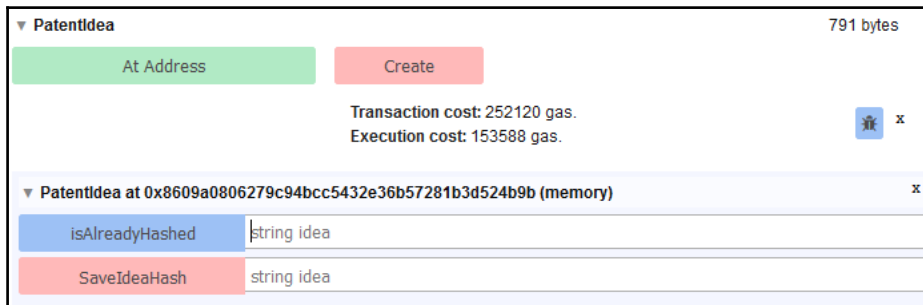 ▼ PatentIdea 791 bytes
At Address Create
Transaction cost: 252120 gas.
Execution cost: 153588 gas.
x
▼ PatentIdea at 0x8609a0806279c94bcc5432e36b57281b3d524b9b (memory) x
isAlreadyHashed string idea
SaveIdeaHash string idea